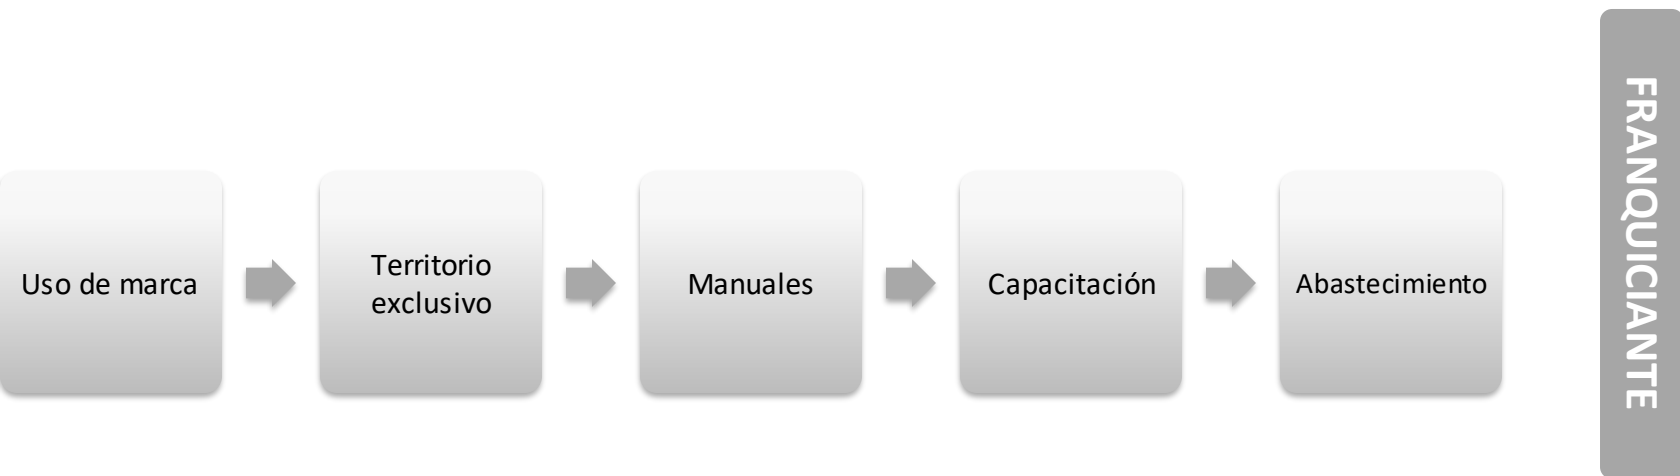 Uso de marca
Territorio
exclusivo
Manuales
Capacitación
Abastecimiento
FRANQUICIANTE